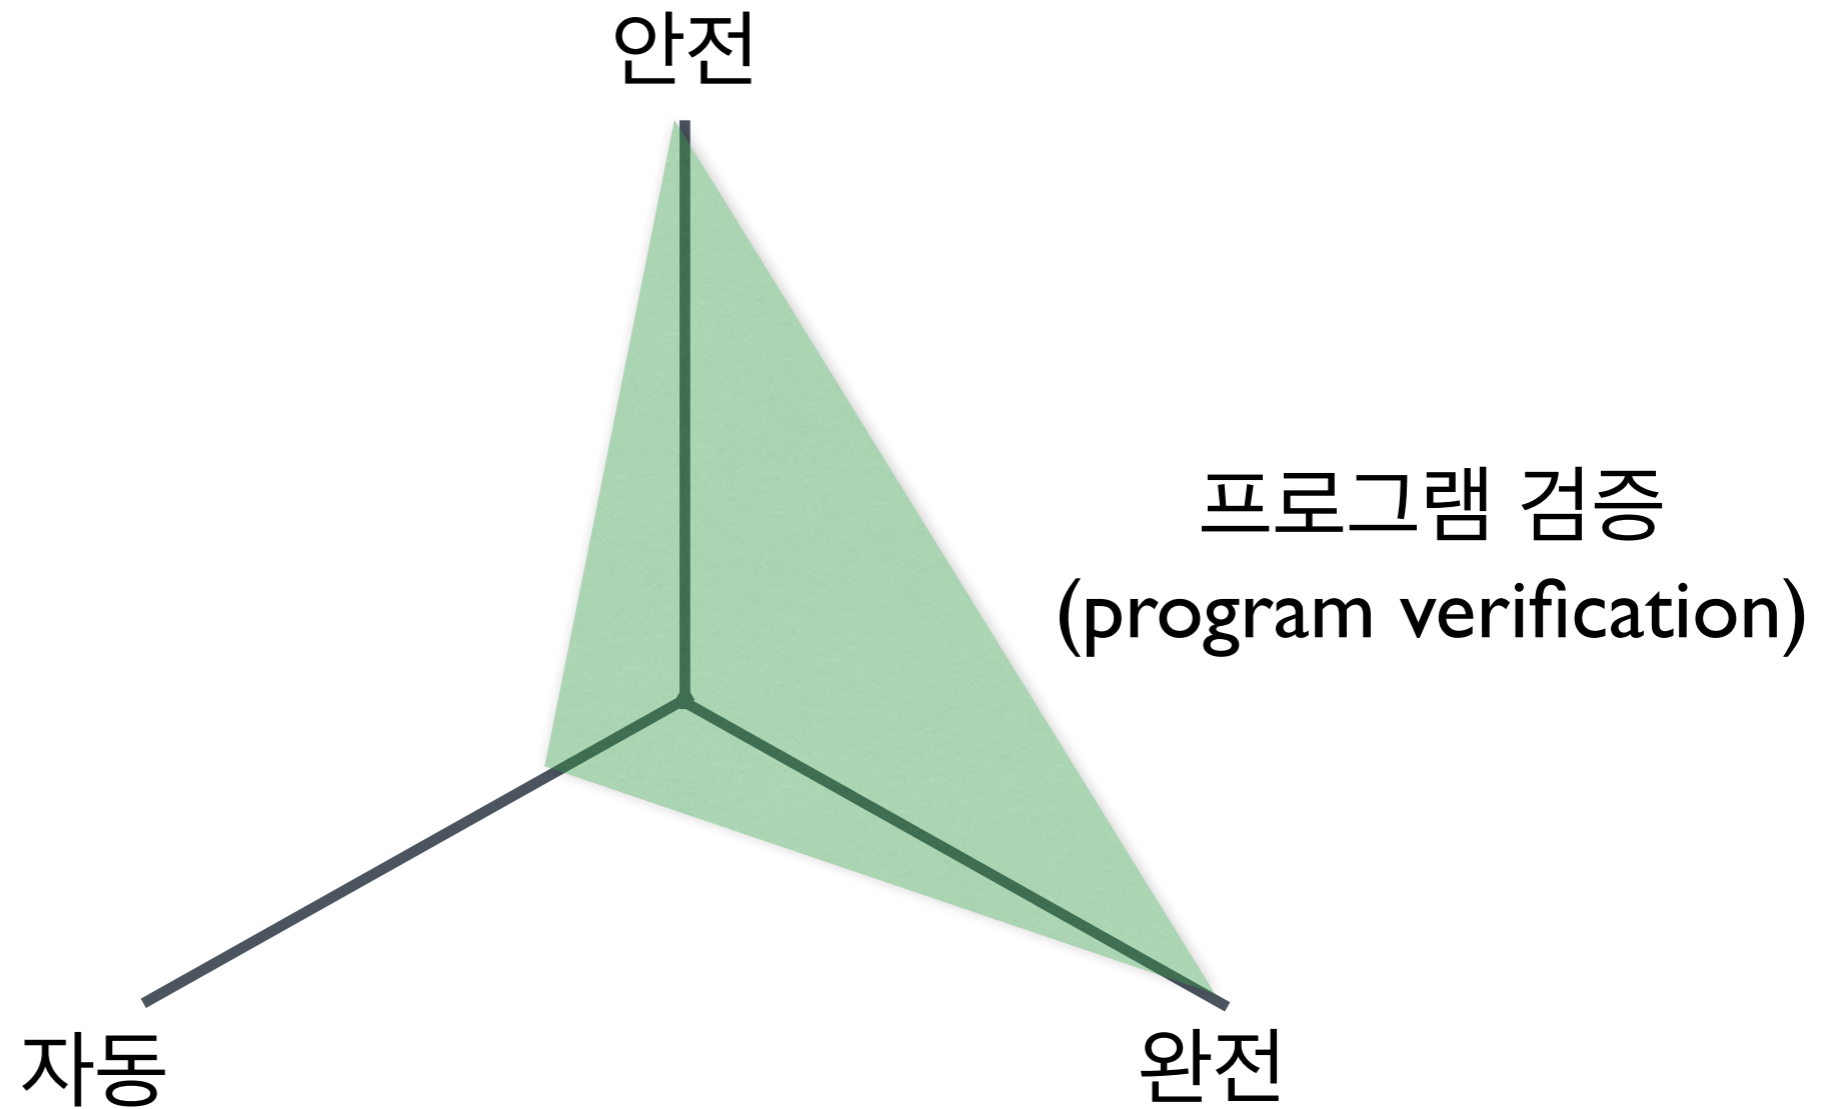 안전
프로그램 검증
(program verification)
자동
완전